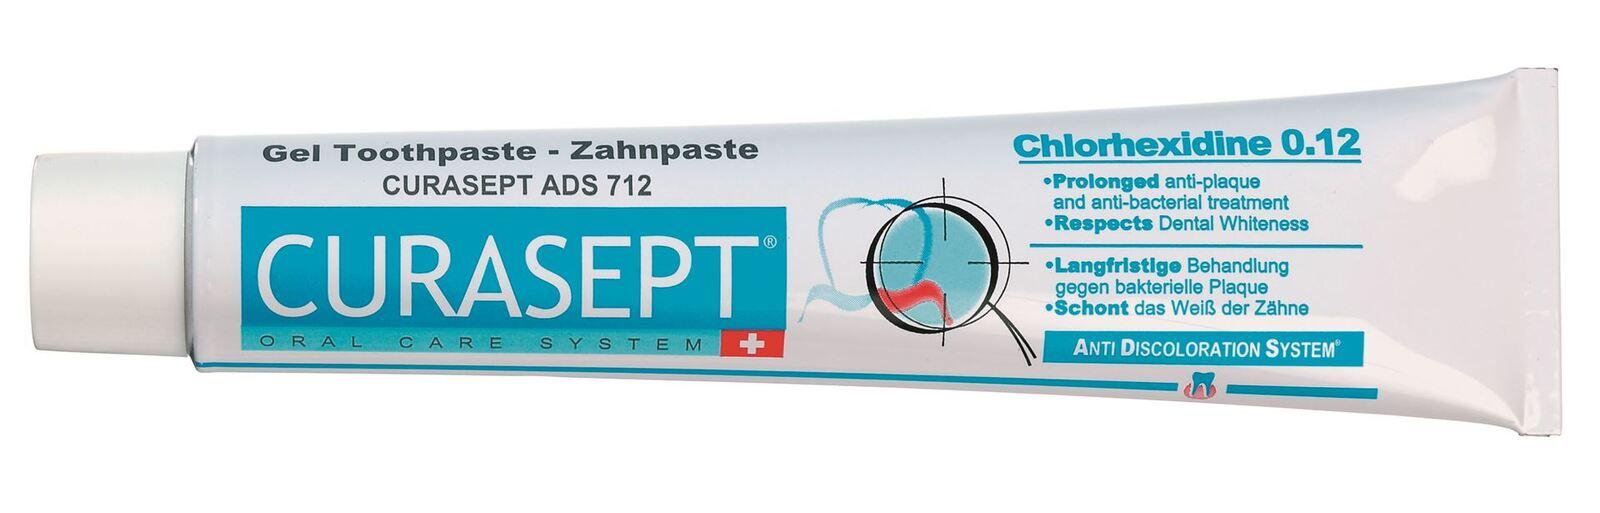 Gel Toothpaste - Zahnpaste
CURASEPT ADS 712
CURASEPT®
ORAL CARE SYSTEM
Chlorhexidine 0.12
•Prolonged anti-plaque
and anti-bacterial treatment
•Respects Dental Whiteness
•Langfristige Behandlung
gegen bakterielle Plaque
•Schont das Weiß der Zähne
ANTI DISCOLORATION SYSTEM®